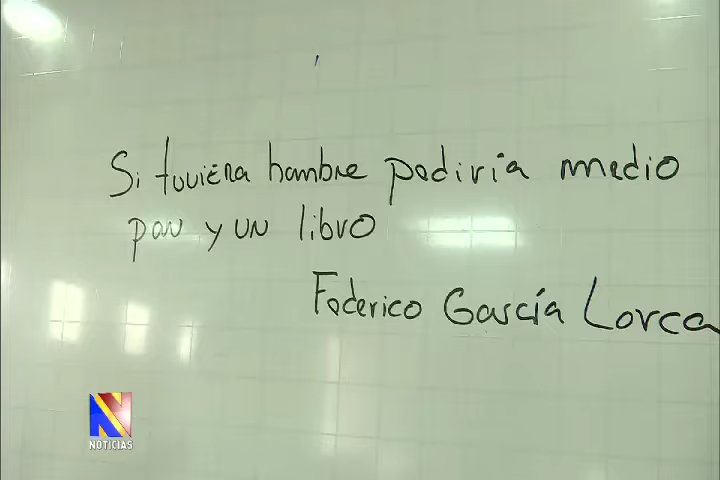 Si tuviera hambre pediria medio
pan y un libro
Federico García Lorca
NOTICIAS